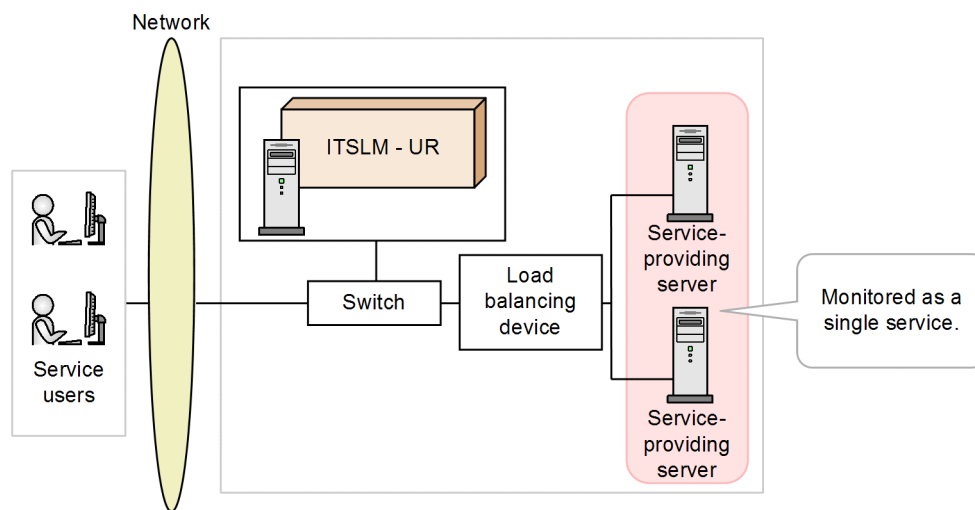 Network
ITSLM - UR
Service-
providing
server
Load
balancing
device
Switch
Monitored as a
single service.
Service
users
Service-
providing
server